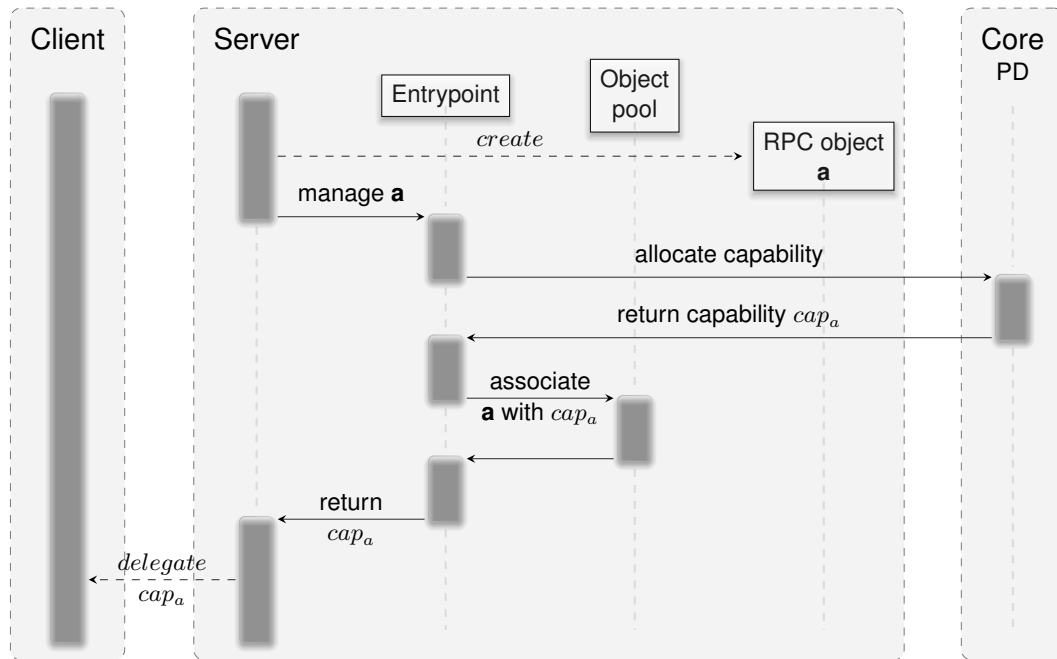 Client
Server
Core
PD
Entrypoint
Object
pool
create
RPC object
a
manage a
allocate capability
return capability cap_a
associate
a with cap_a
return
cap_a
delegate
cap_a